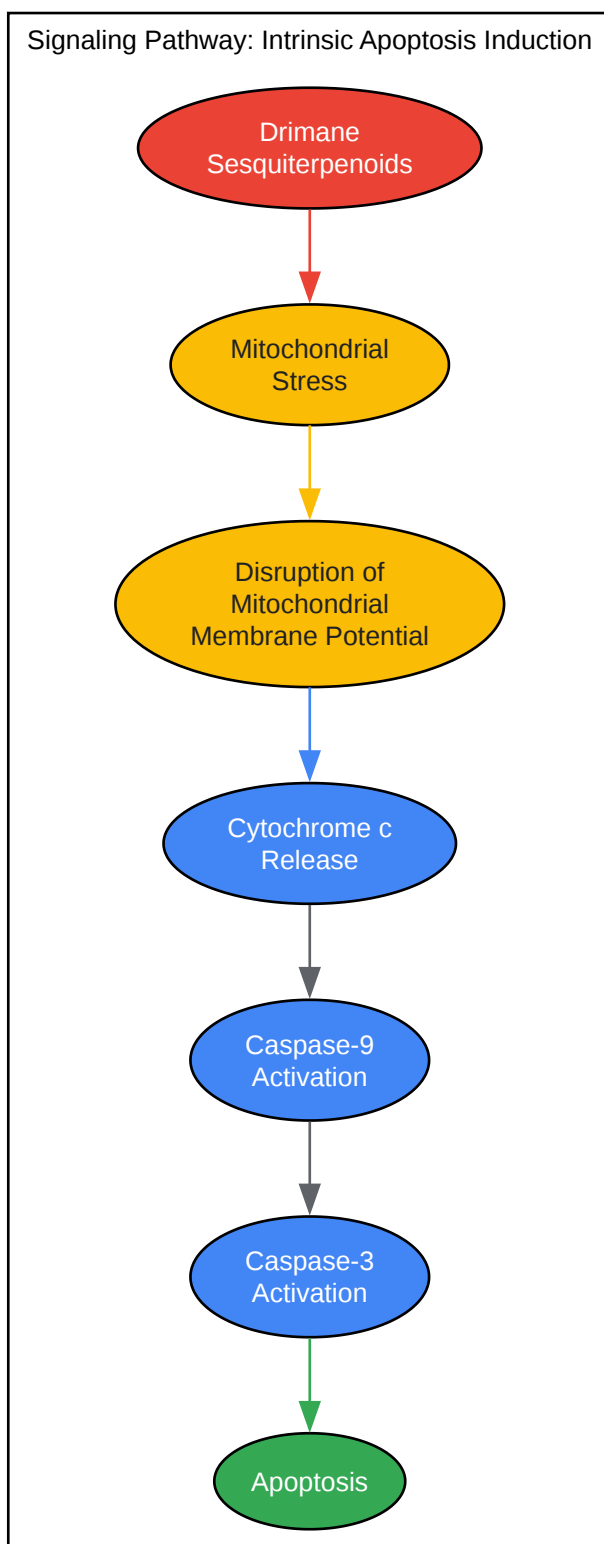 Signaling Pathway: Intrinsic Apoptosis Induction
Drimane
Sesquiterpenoids
Mitochondrial
Stress
Disruption of
Mitochondrial
Membrane Potential
Cytochrome c
Release
Caspase-9
Activation
Caspase-3
Activation
Apoptosis